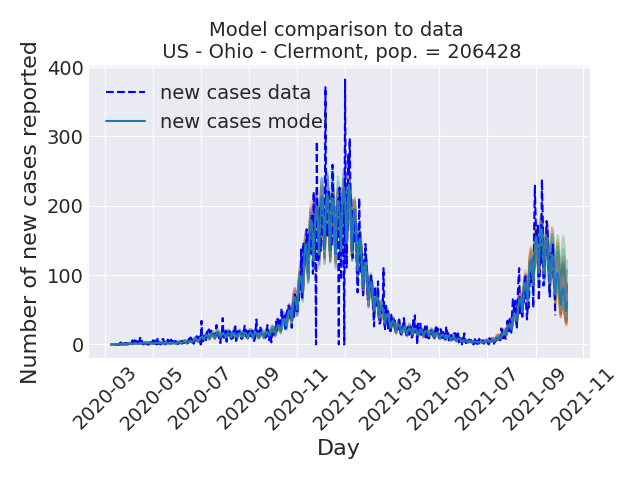 Model comparison to data
US - Ohio - Clermont, pop. = 206428
Number of new cases reported
400
300
200
100
0
new cases data
new cases model
2020-03
2020-05
2020-07
2020-09
2020-11
2021-01
2021-03
2021-05
2021-07
2021-09
2021-11
Day